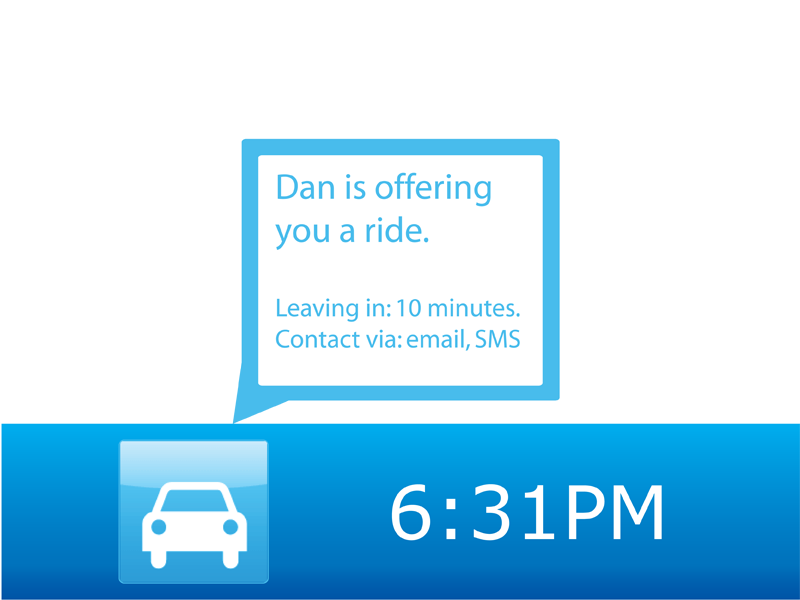 Dan is offering
you a ride.
Leaving in: 10 minutes.
Contact via: email, SMS
6:31PM